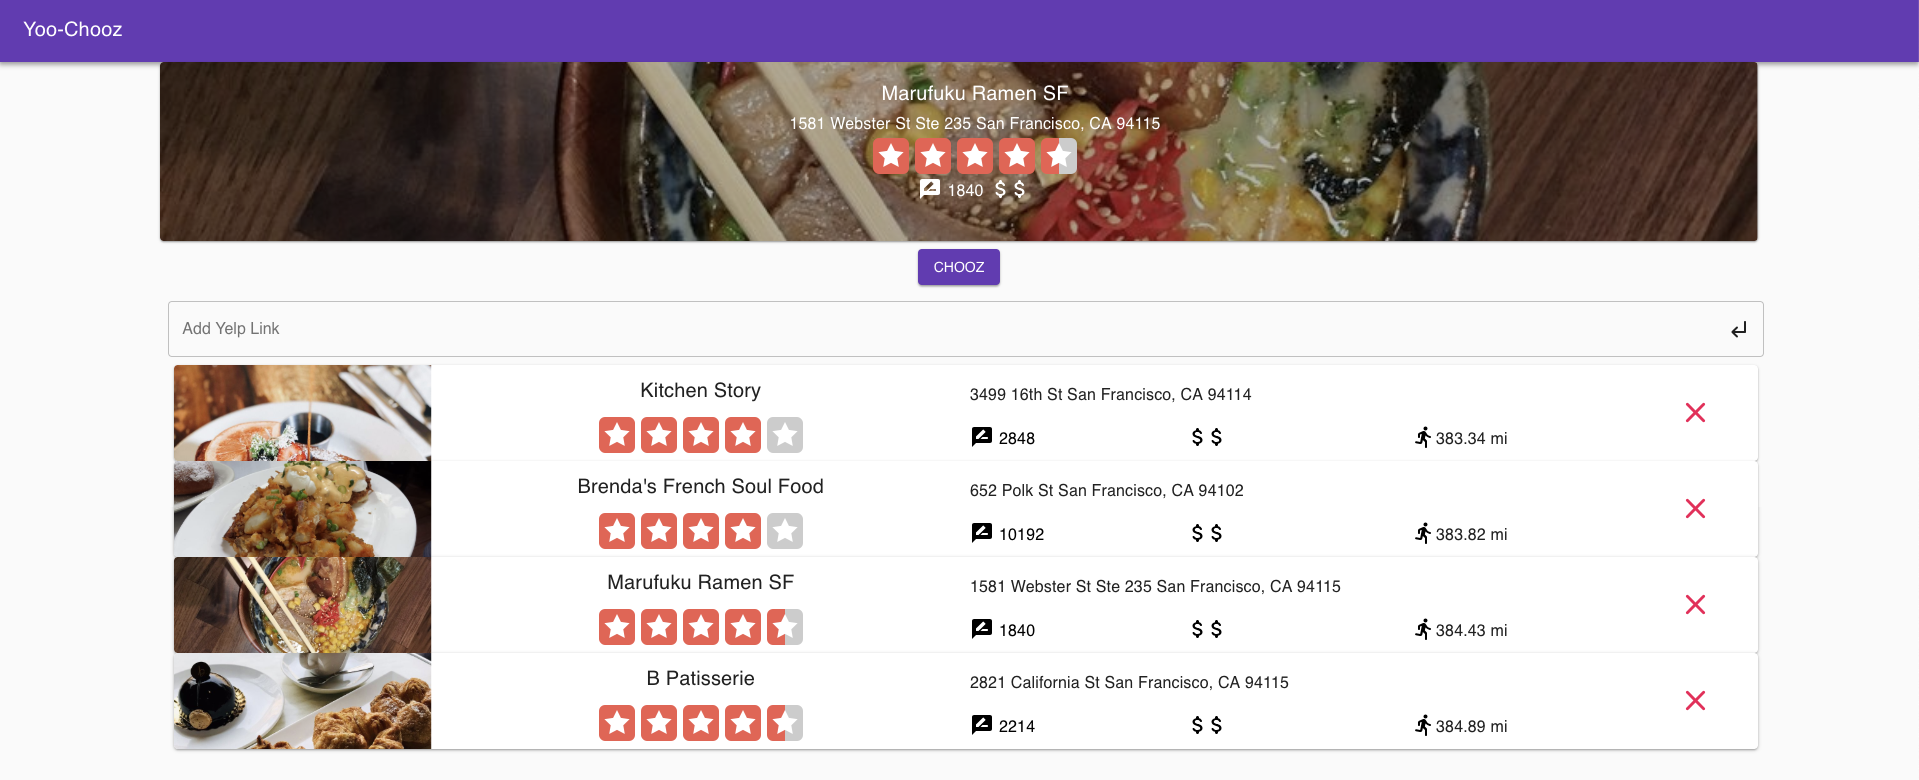 Yoo-Chooz
Marufuku Ramen SF
1581 Webster St Ste 235 San Francisco, CA 94115
1840 $ $
CHOOZ
Add Yelp Link
Kitchen Story
3499 16th St San Francisco, CA 94114
2848 $ $ 383.34 mi
Brenda's French Soul Food
652 Polk St San Francisco, CA 94102
10192 $ $ 383.82 mi
Marufuku Ramen SF
1581 Webster St Ste 235 San Francisco, CA 94115
1840 $ $ 384.43 mi
B Patisserie
2821 California St San Francisco, CA 94115
2214 $ $ 384.89 mi